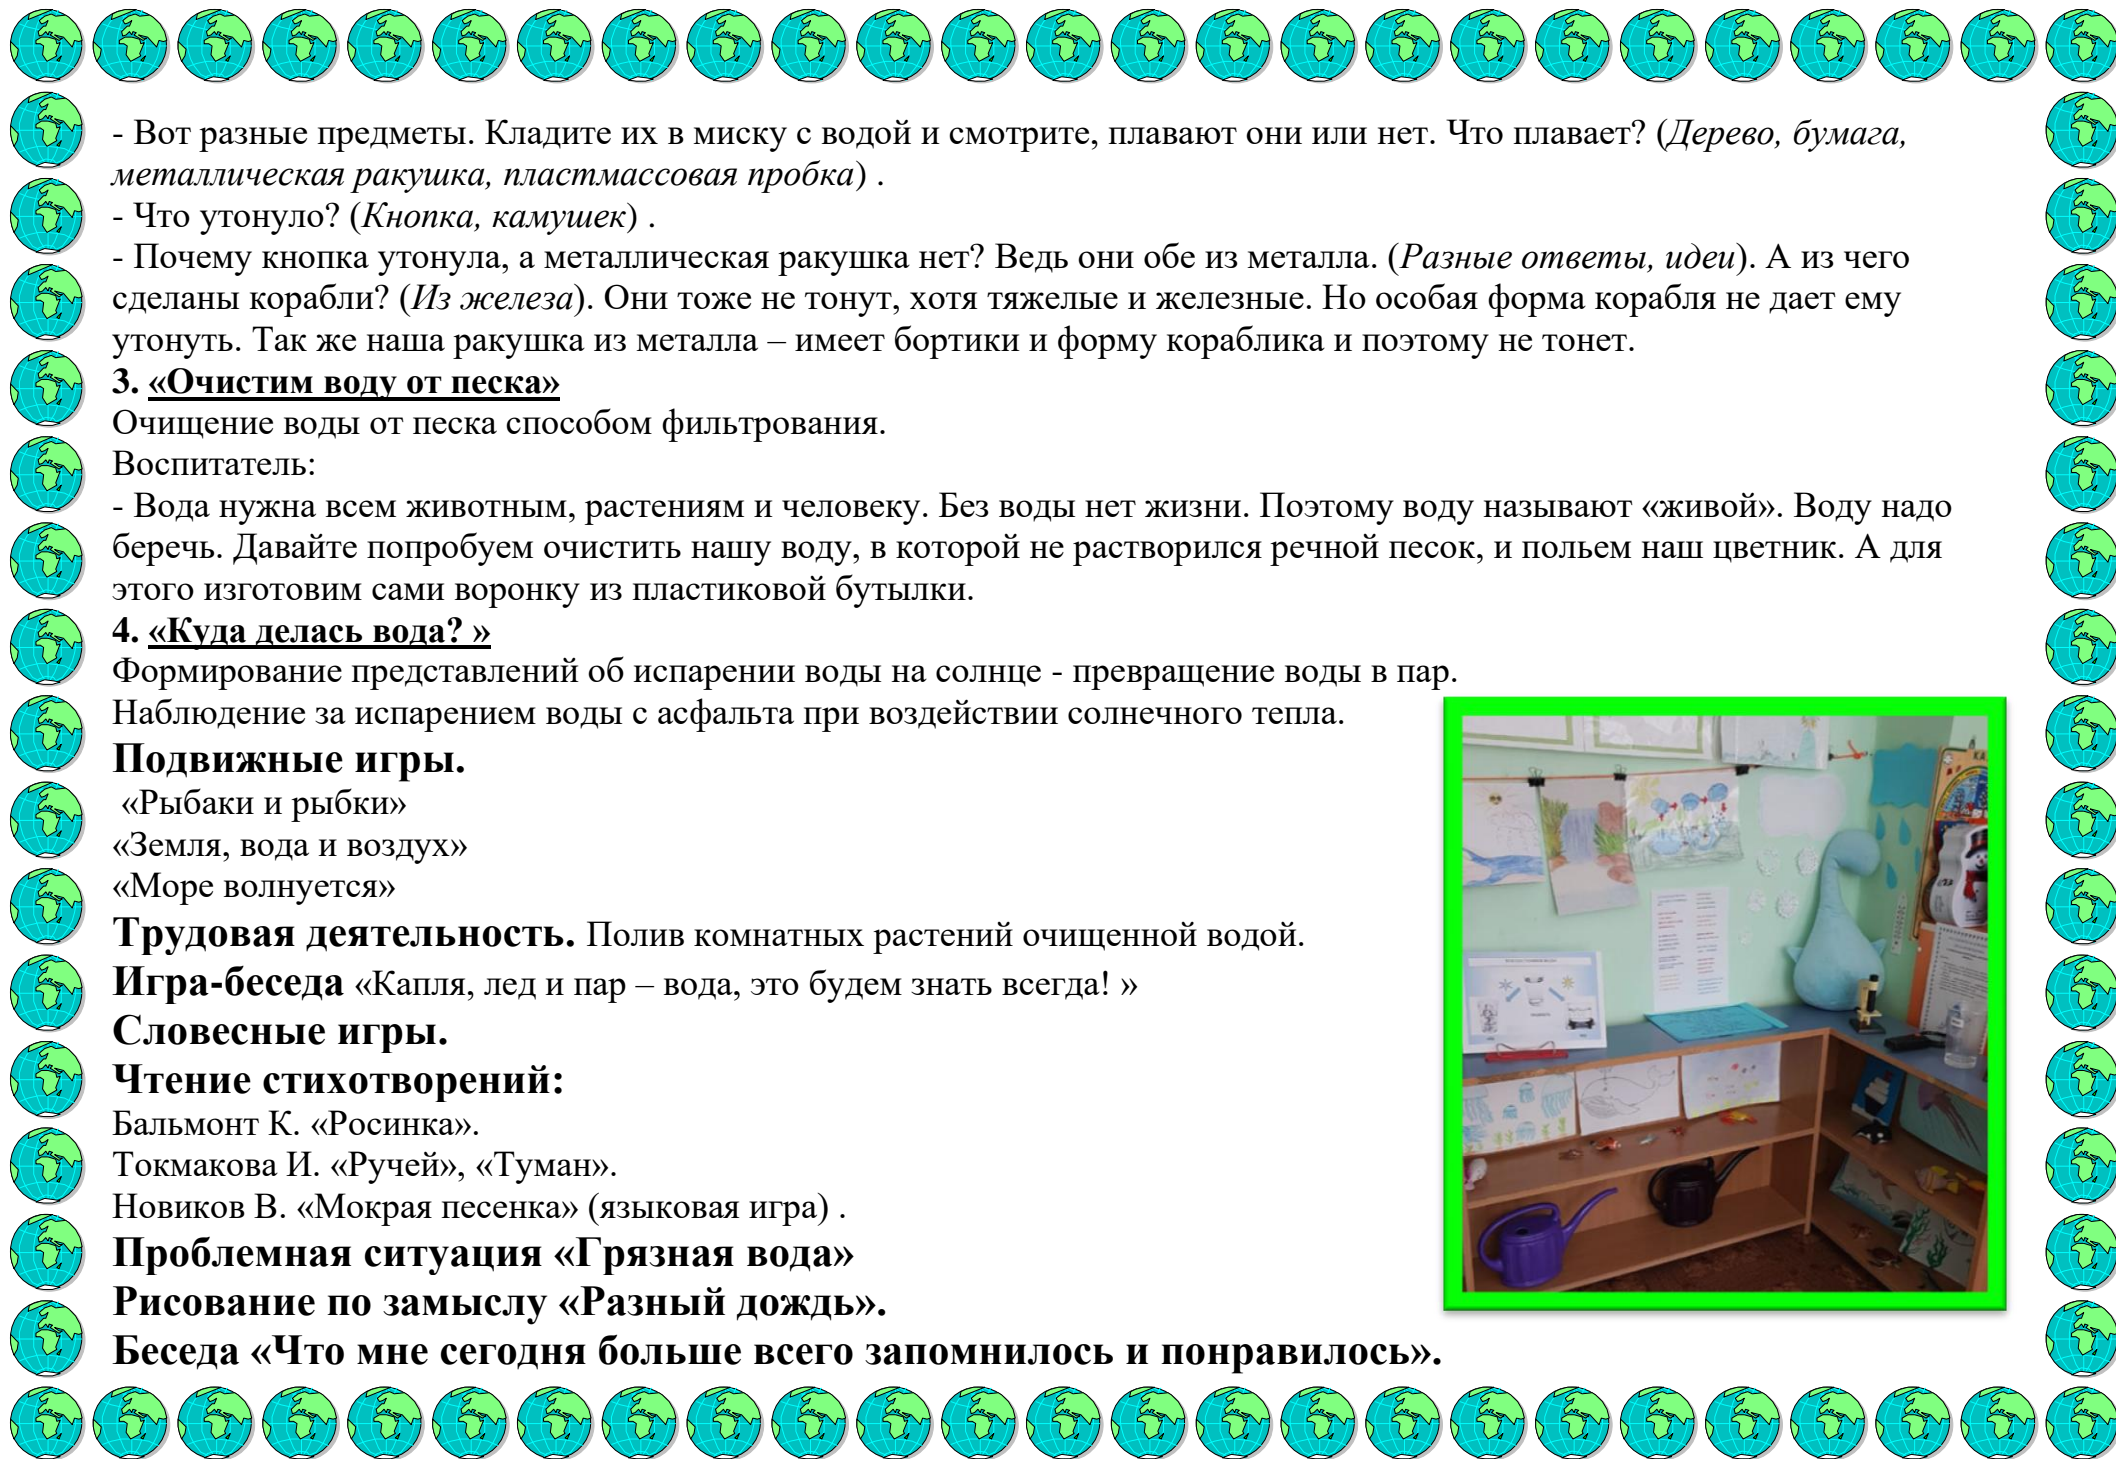 - Вот разные предметы. Кладите их в миску с водой и смотрите, плавают они или нет. Что плавает? (Дерево, бумага,
металлическая ракушка, пластмассовая пробка) .
- Что утонуло? (Кнопка, камушек) .
- Почему кнопка утонула, а металлическая ракушка нет? Ведь они обе из металла. (Разные ответы, идеи). А из чего
сделаны корабли? (Из железа). Они тоже не тонут, хотя тяжелые и железные. Но особая форма корабля не дает ему
утонуть. Так же наша ракушка из металла – имеет бортики и форму кораблика и поэтому не тонет.
3. «Очистим воду от песка»
Очищение воды от песка способом фильтрования.
Воспитатель:
- Вода нужна всем животным, растениям и человеку. Без воды нет жизни. Поэтому воду называют «живой». Воду надо
беречь. Давайте попробуем очистить нашу воду, в которой не растворился речной песок, и польем наш цветник. А для
этого изготовим сами воронку из пластиковой бутылки.
4. «Куда делась вода? »
Формирование представлений об испарении воды на солнце - превращение воды в пар.
Наблюдение за испарением воды с асфальта при воздействии солнечного тепла.
Подвижные игры.
«Рыбаки и рыбки»
«Земля, вода и воздух»
«Море волнуется»
Трудовая деятельность. Полив комнатных растений очищенной водой.
Игра-беседа «Капля, лед и пар – вода, это будем знать всегда! »
Словесные игры.
Чтение стихотворений:
Бальмонт К. «Росинка».
Токмакова И. «Ручей», «Туман».
Новиков В. «Мокрая песенка» (языковая игра) .
Проблемная ситуация «Грязная вода»
Рисование по замыслу «Разный дождь».
Беседа «Что мне сегодня больше всего запомнилось и понравилось».